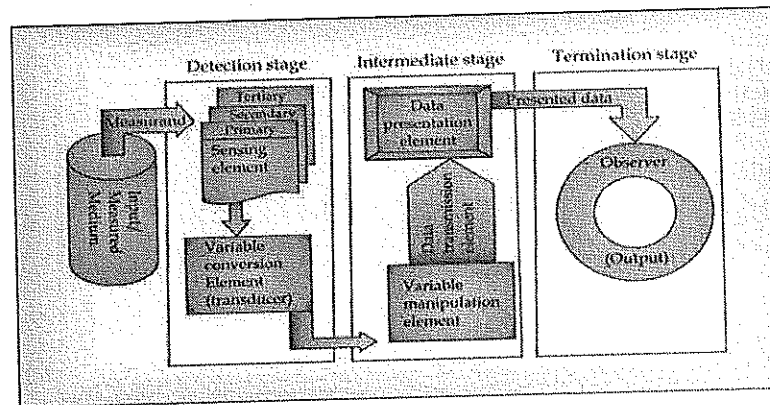 Detection stage
Intermediate stage
Termination stage
Measurand
Input/
Measured
Medium
Tertiary
Secondary
Primary
Sensing
element
Variable
conversion
Element
(transducer)
Data
presentation
element
Data
transmission
element
Variable
manipulation
element
Presented data
Observer
(Output)